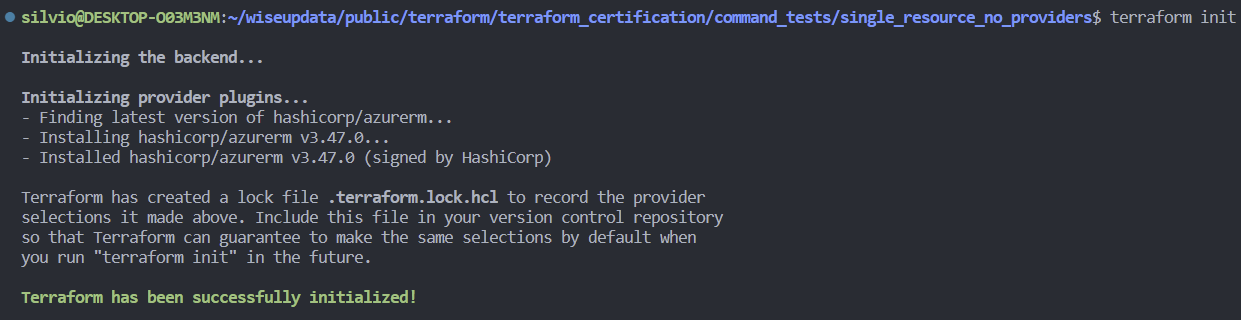 silvio@DESKTOP-O03M3NM:~/wiseupdata/public/terraform/terraform_certification/command_tests/single_resource_no_providers$ terraform init
Initializing the backend...
Initializing provider plugins...
- Finding latest version of hashicorp/azurerm...
- Installing hashicorp/azurerm v3.47.0...
- Installed hashicorp/azurerm v3.47.0 (signed by HashiCorp)
Terraform has created a lock file .terraform.lock.hcl to record the provider
selections it made above. Include this file in your version control repository
so that Terraform can guarantee to make the same selections by default when
you run "terraform init" in the future.
Terraform has been successfully initialized!